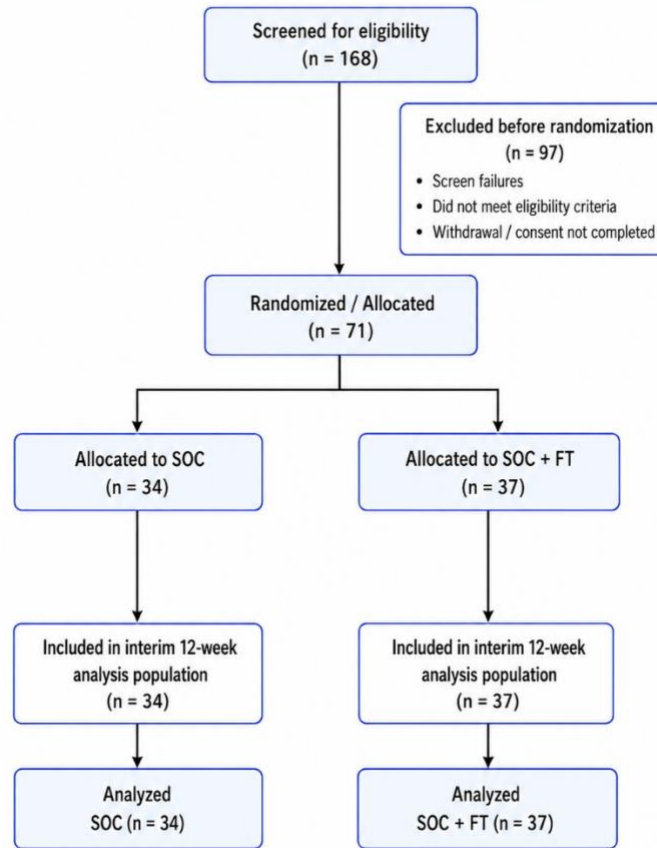 Screened for eligibility
(n = 168)
Excluded before randomization
(n = 97)
• Screen failures
• Did not meet eligibility criteria
• Withdrawal / consent not completed
Randomized / Allocated
(n = 71)
Allocated to SOC
(n = 34)
Allocated to SOC + FT
(n = 37)
Included in interim 12-week
analysis population
(n = 34)
Included in interim 12-week
analysis population
(n = 37)
Analyzed
SOC (n = 34)
Analyzed
SOC + FT (n = 37)